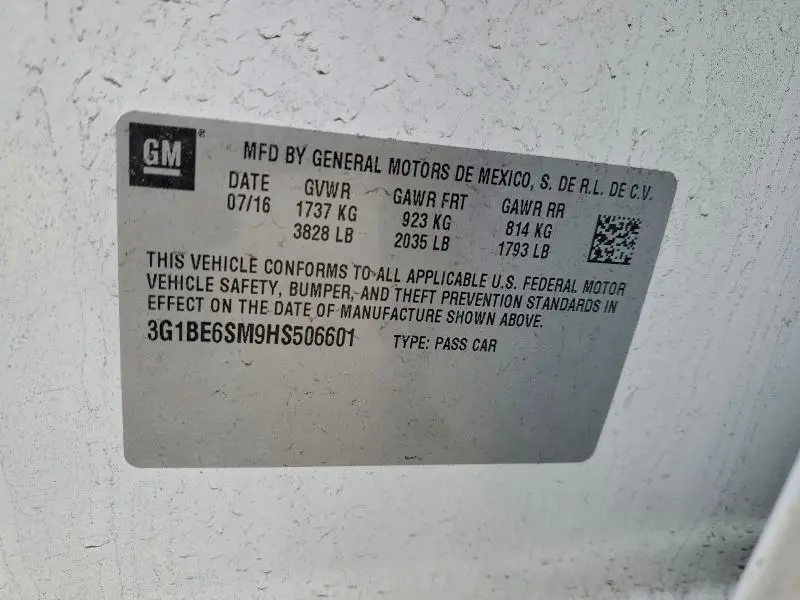 GM® MFD BY GENERAL MOTORS DE MEXICO, S. DE R.L. DE C.V.
DATE GVWR GAWR FRT GAWR RR
07/16 1737 KG 923 KG 814 KG
3828 LB 2035 LB 1793 LB
THIS VEHICLE CONFORMS TO ALL APPLICABLE U.S. FEDERAL MOTOR
VEHICLE SAFETY, BUMPER, AND THEFT PREVENTION STANDARDS IN
EFFECT ON THE DATE OF MANUFACTURE SHOWN ABOVE.
3G1BE6SM9HS506601 TYPE: PASS CAR